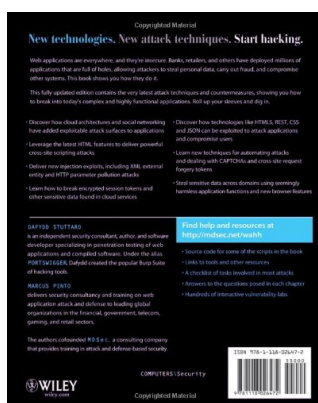 Copyrighted Material
New technologies. New attack techniques. Start hacking.
Web applications are everywhere, and they're insecure. Banks, retailers, and others have deployed millions of
applications that are full of holes, allowing attackers to steal personal data, carry out fraud, and compromise
other systems. This book shows you how they do it.
This fully updated edition contains the very latest attack techniques and countermeasures, showing you how
to break into today's complex and highly functional applications. Roll up your sleeves and dig in.
• Discover how cloud architectures and social networking
have added exploitable attack surfaces to applications
• Leverage the latest HTML features to deliver powerful
cross-site scripting attacks
• Deliver new injection exploits, including XML external
entity and HTTP parameter pollution attacks
• Learn how to break encrypted session tokens and
other sensitive data found in cloud services
• Discover how technologies like HTML5, REST, CSS
and JSON can be exploited to attack applications
and compromise users
• Learn new techniques for automating attacks
and dealing with CAPTCHAs and cross-site request
forgery tokens
• Steal sensitive data across domains using seemingly
harmless application functions and new browser features
DAFYDD STUTTARD
is an independent security consultant, author, and software
developer specializing in penetration testing of web
applications and compiled software. Under the alias
PORTSWIGGER, Dafydd created the popular Burp Suite
of hacking tools.
MARCUS PINTO
delivers security consultancy and training on web
application attack and defense to leading global
organizations in the financial, government, telecom,
gaming, and retail sectors.
The authors cofounded MDSec, a consulting company
that provides training in attack and defense-based security.
Find help and resources at
http://mdsec.net/wahh
• Source code for some of the scripts in the book
• Links to tools and other resources
• A checklist of tasks involved in most attacks
• Answers to the questions posed in each chapter
• Hundreds of interactive vulnerability labs
COMPUTERS\Security
ISBN 978-1-118-02647-2
9 781118 026472
WILEY
wiley.com
Copyrighted Material